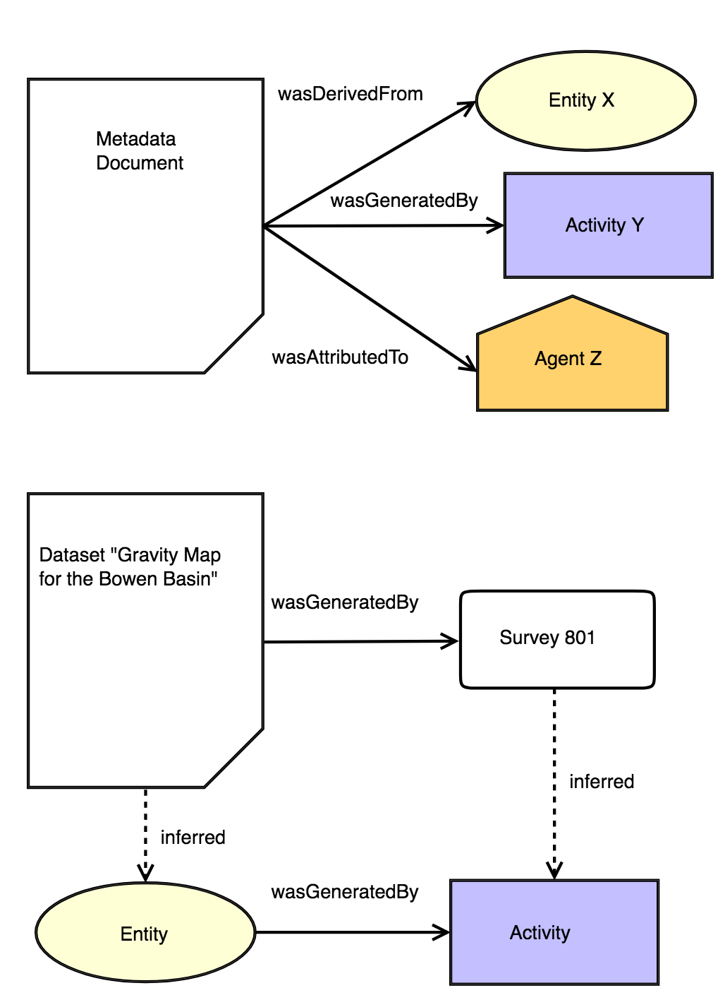 wasDerivedFrom
Entity X
Metadata
Document
wasGeneratedBy
Activity Y
wasAttributedTo
Agent Z
Dataset "Gravity Map
for the Bowen Basin"
wasGeneratedBy
Survey 801
inferred
inferred
wasGeneratedBy
Entity
Activity